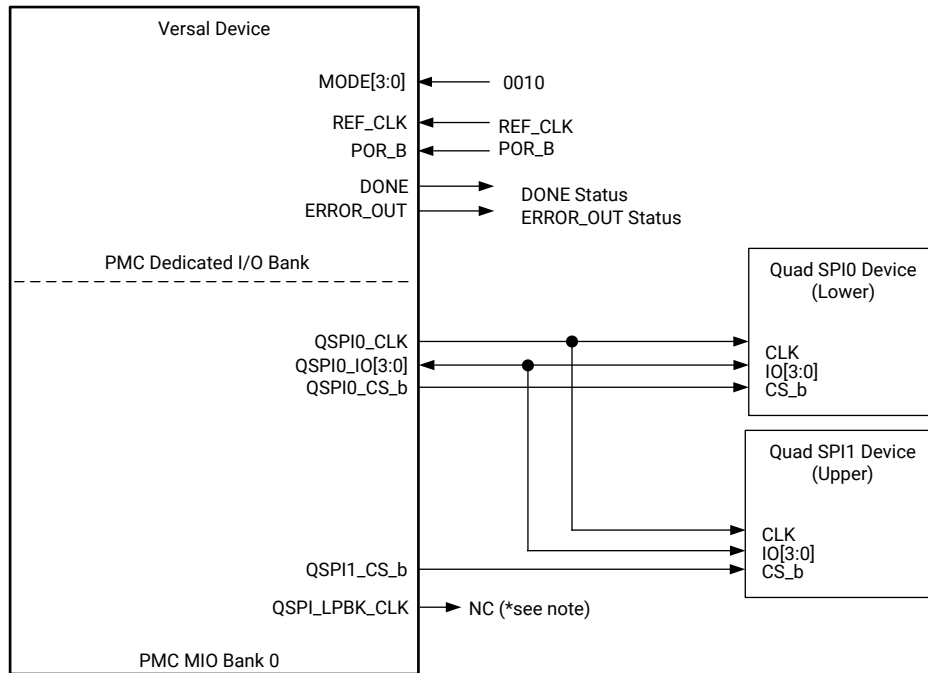 Versal Device
MODE[3:0]
0010
REF_CLK
REF_CLK
POR_B
POR_B
DONE
DONE Status
ERROR_OUT
ERROR_OUT Status
PMC Dedicated I/O Bank
Quad SPI0 Device
(Lower)
QSPI0_CLK
CLK
QSPI0_IO[3:0]
IO[3:0]
QSPI0_CS_b
CS_b
Quad SPI1 Device
(Upper)
CLK
IO[3:0]
QSPI1_CS_b
CS_b
QSPI_LPBK_CLK
NC (*see note)
PMC MIO Bank 0